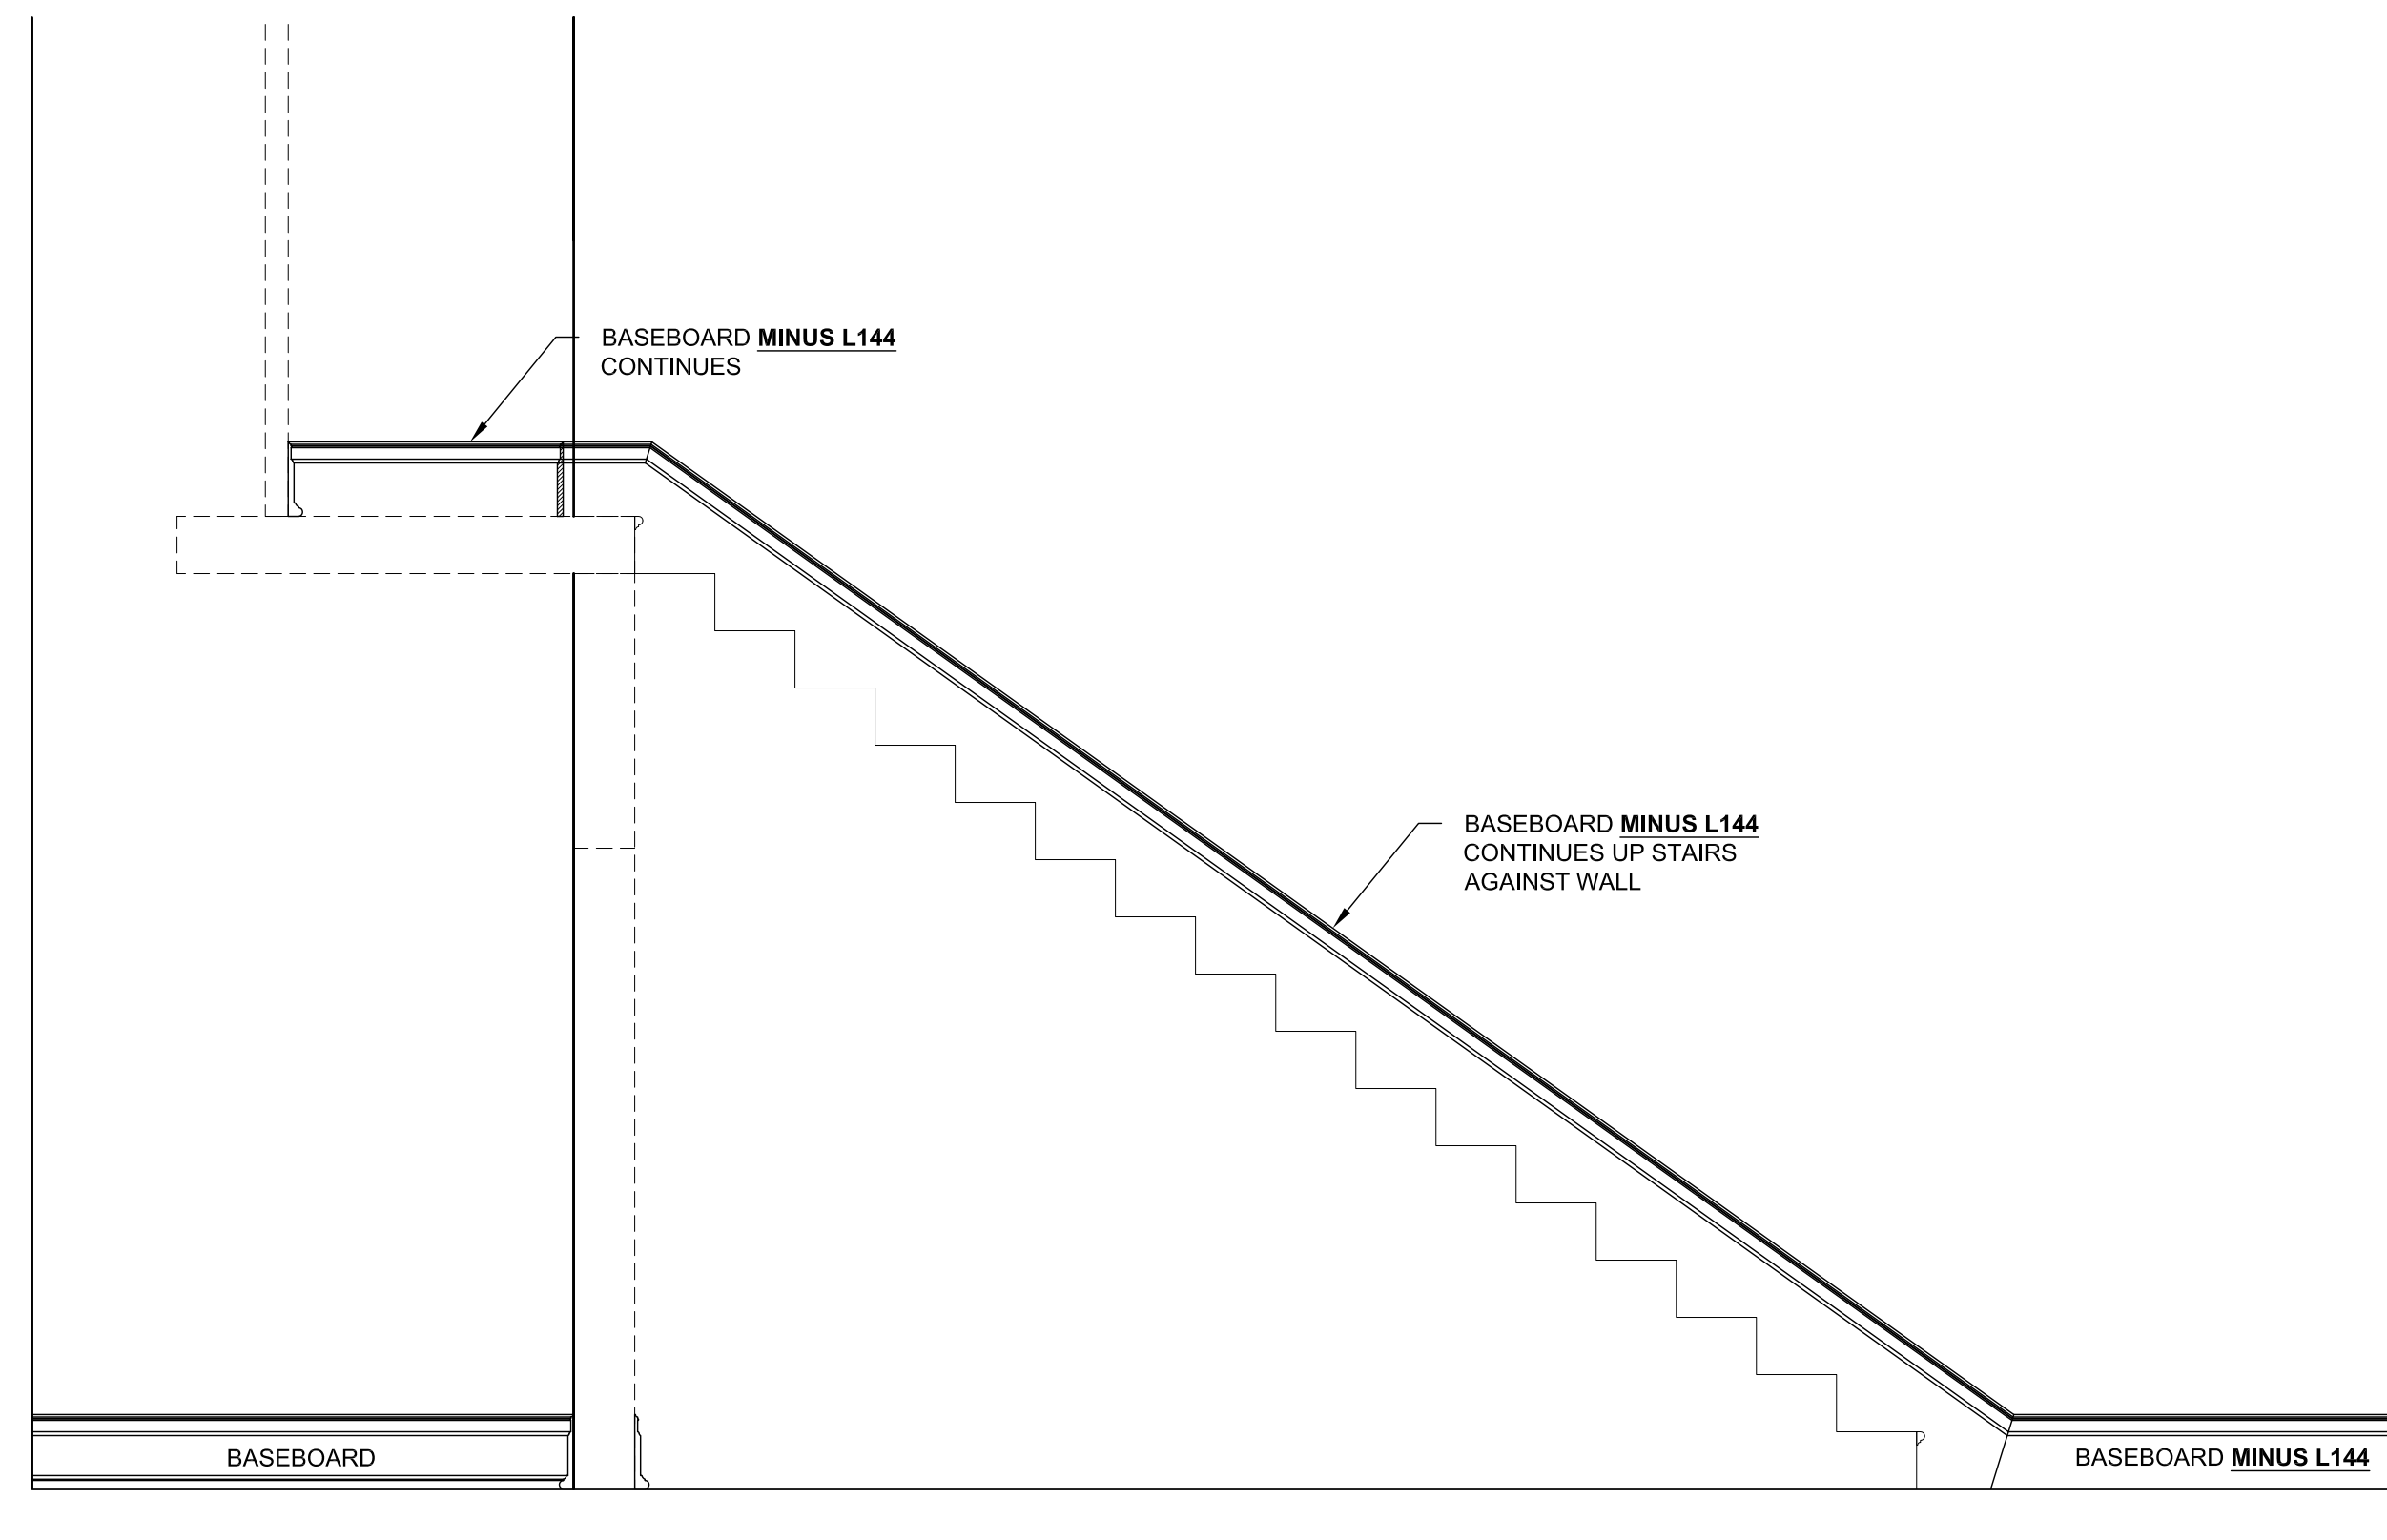 BASEBOARD MINUS L144
CONTINUES
BASEBOARD MINUS L144
CONTINUES UP STAIRS
AGAINST WALL
BASEBOARD
BASEBOARD MINUS L144